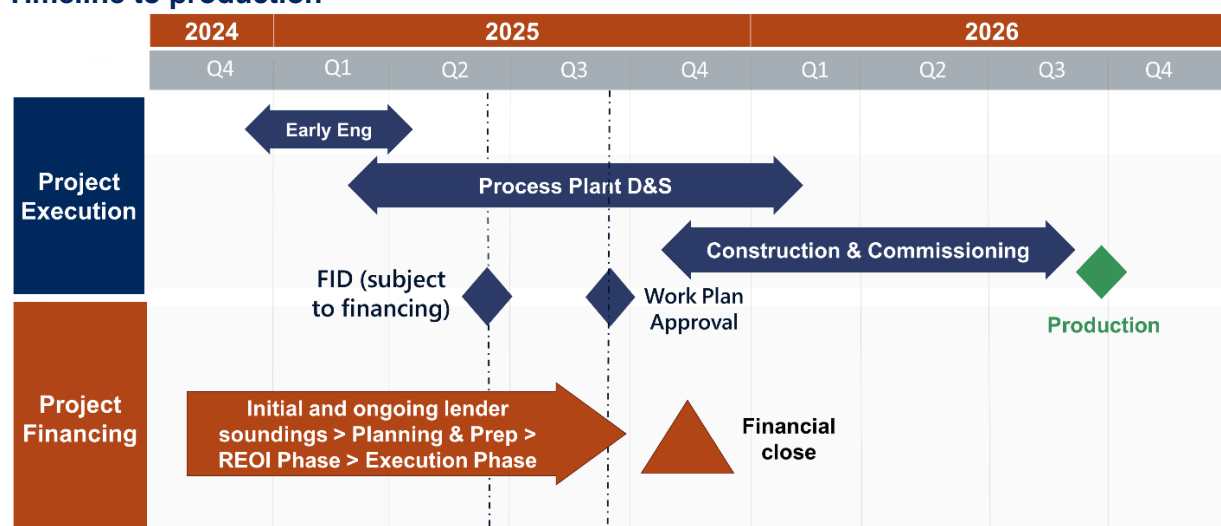 Timeline to production
2024 2025 2026
Q4 Q1 Q2 Q3 Q4 Q1 Q2 Q3 Q4
Project
Execution
Early Eng
Process Plant D&S
Construction & Commissioning
FID (subject
to financing)
Work Plan
Approval
Production
Project
Financing
Initial and ongoing lender
soundings > Planning & Prep >
REOI Phase > Execution Phase
Financial
close